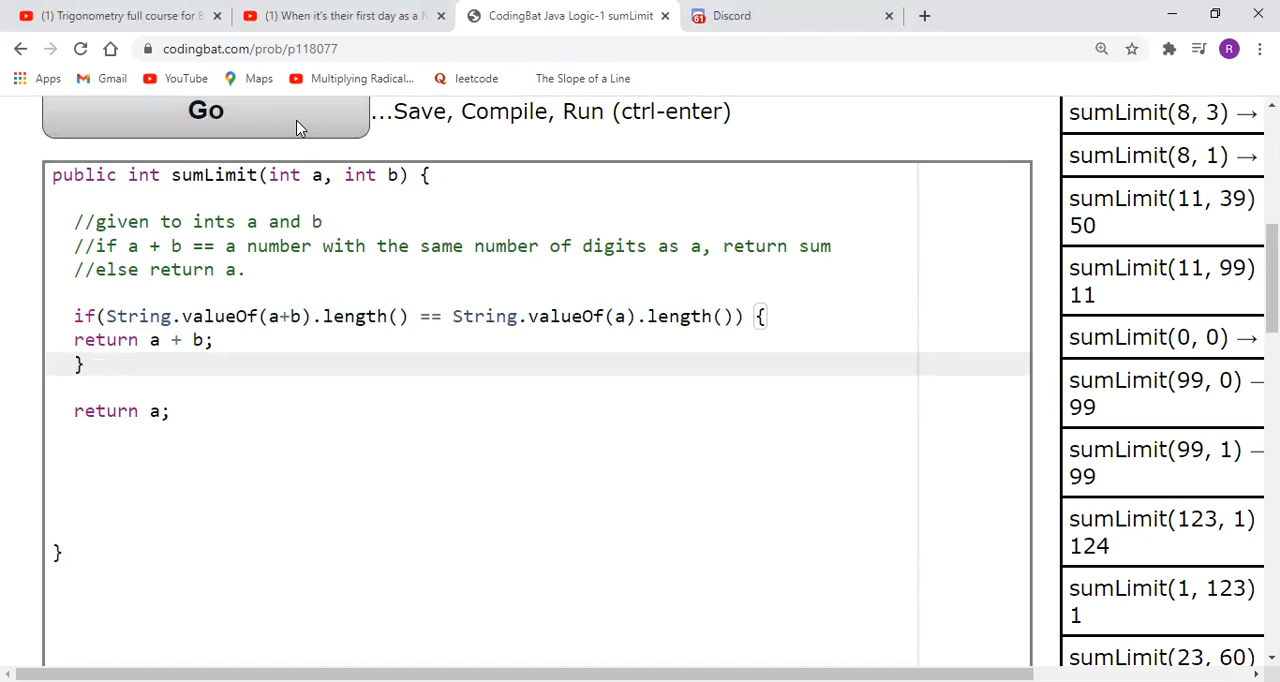 (1) Trigonometry full course for B
(1) When it's their first day as a N
CodingBat Java Logic-1 sumLimit
61
Discord
codingbat.com/prob/p118077
R
Apps
Gmail
YouTube
Maps
Multiplying Radical...
leetcode
The Slope of a Line
Go
...Save, Compile, Run (ctrl-enter)
public int sumLimit(int a, int b) {
//given to ints a and b
//if a + b == a number with the same number of digits as a, return sum
//else return a.
if(String.valueOf(a+b).length() == String.valueOf(a).length()) {
return a + b;
}
return a;
}
sumLimit(8, 3) →
sumLimit(8, 1) →
sumLimit(11, 39)
50
sumLimit(11, 99)
11
sumLimit(0, 0) →
sumLimit(99, 0) —
99
sumLimit(99, 1) —
99
sumLimit(123, 1)
124
sumLimit(1, 123)
1
sumLimit(23, 60)